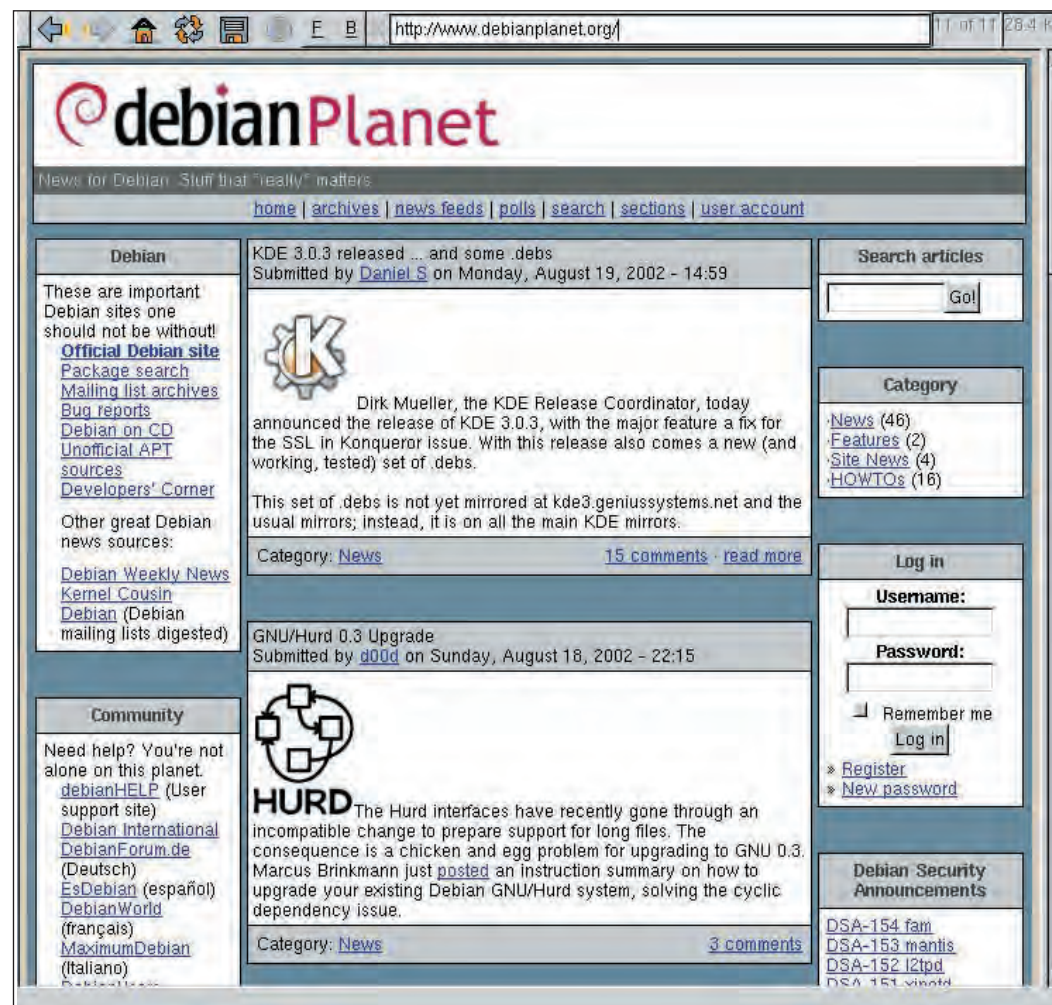 F B http://www.debianplanet.org/ 11 of 11 28.4 K
debianPlanet
News for Debian. Stuff that "really" matters
home | archives | news feeds | polls | search | sections | user account
Debian
These are important
Debian sites one
should not be without!
Official Debian site
Package search
Mailing list archives
Bug reports
Debian on CD
Unofficial APT
sources
Developers' Corner
Other great Debian
news sources:
Debian Weekly News
Kernel Cousin
Debian (Debian
mailing lists digested)
Community
Need help? You're not
alone on this planet.
debianHELP (User
support site)
Debian International
DebianForum.de
(Deutsch)
EsDebian (español)
DebianWorld
(français)
MaximumDebian
(Italiano)
KDE 3.0.3 released ... and some .debs
Submitted by Daniel S on Monday, August 19, 2002 - 14:59
Dirk Mueller, the KDE Release Coordinator, today
announced the release of KDE 3.0.3, with the major feature a fix for
the SSL in Konqueror issue. With this release also comes a new (and
working, tested) set of .debs.
This set of .debs is not yet mirrored at kde3.geniussystems.net and the
usual mirrors; instead, it is on all the main KDE mirrors.
Category: News 15 comments · read more
GNU/Hurd 0.3 Upgrade
Submitted by d00d on Sunday, August 18, 2002 - 22:15
HURD The Hurd interfaces have recently gone through an
incompatible change to prepare support for long files. The
consequence is a chicken and egg problem for upgrading to GNU 0.3.
Marcus Brinkmann just posted an instruction summary on how to
upgrade your existing Debian GNU/Hurd system, solving the cyclic
dependency issue.
Category: News 3 comments
Search articles
Go!
Category
·News (46)
·Features (2)
·Site News (4)
·HOWTOs (16)
Log in
Username:
Password:
Remember me
Log in
» Register
» New password
Debian Security
Announcements
DSA-154 fam
DSA-153 mantis
DSA-152 l2tpd
DSA-151 xinetd